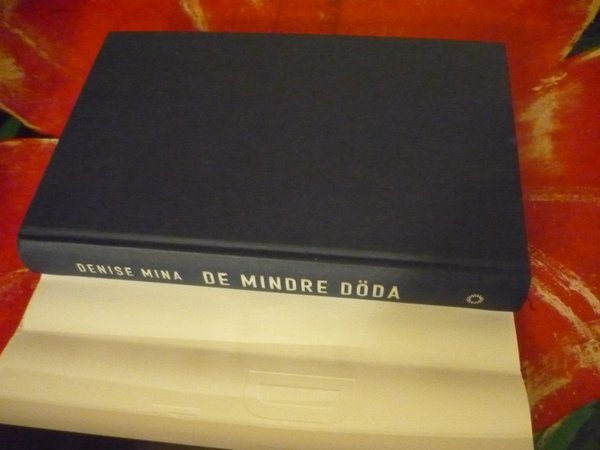 DENISE MINA DE MINDRE DÖDA